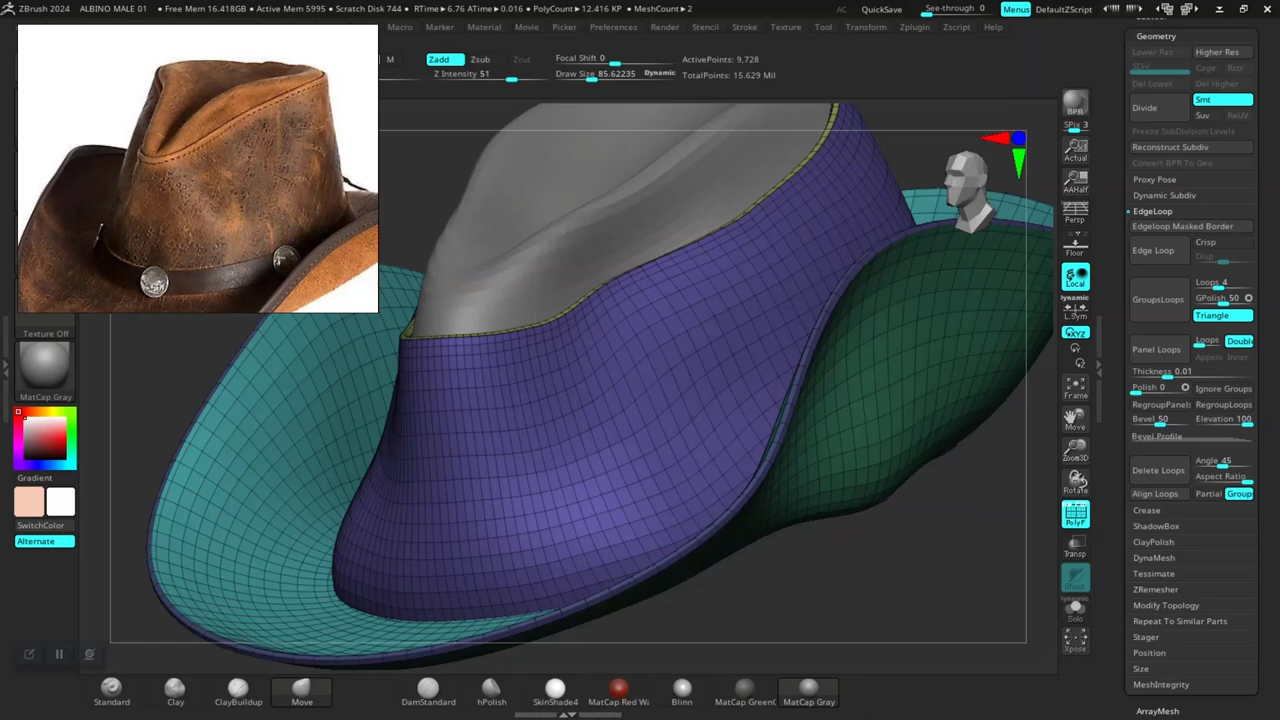 ZBrush 2024 ALBINO MALE 01 • Free Mem 16.418GB • Active Mem 5995 • Scratch Disk 744 • RTime▸ 6.76 ATime▸ 0.016 • PolyCount▸ 12.416 KP • MeshCount▸ 2 AC QuickSave See-through 0 Menus DefaultZScript
Macro Marker Material Movie Picker Preferences Render Stencil Stroke Texture Tool Transform Zplugin Zscript Help
M Zadd Zsub Zcut Focal Shift 0 ActivePoints: 9,728
Z Intensity 51 Draw Size 85.62235 Dynamic TotalPoints: 15.629 Mil
Texture Off
MatCap Gray
Gradient
SwitchColor
Alternate
BPR
SPix 3
Actual
AAHalf
Persp
Floor
Local
Dynamic
L.Sym
XYZ
Frame
Move
Zoom3D
Rotate
PolyF
Transp
Ghost
Dynamic
Solo
Xpose
Geometry
Lower Res Higher Res
SDiv Cage Rstr
Del Lower Del Higher
Divide Smt
Suv ReUV
Freeze SubDivision Levels
Reconstruct Subdiv
Convert BPR To Geo
Proxy Pose
Dynamic Subdiv
EdgeLoop
Edgeloop Masked Border
Edge Loop Crisp
Disp
GroupsLoops Loops 4
GPolish 50
Triangle
Panel Loops Loops Double
Append Inner
Thickness 0.01
Polish 0 Ignore Groups
RegroupPanels RegroupLoops
Bevel 50 Elevation 100
Bevel Profile
Delete Loops Angle 45
Aspect Ratio
Align Loops Partial Groups
Crease
ShadowBox
ClayPolish
DynaMesh
Tessimate
ZRemesher
Modify Topology
Repeat To Similar Parts
Stager
Position
Size
MeshIntegrity
ArrayMesh
Standard Clay ClayBuildup Move DamStandard hPolish SkinShade4 MatCap Red Wa Blinn MatCap GreenC MatCap Gray